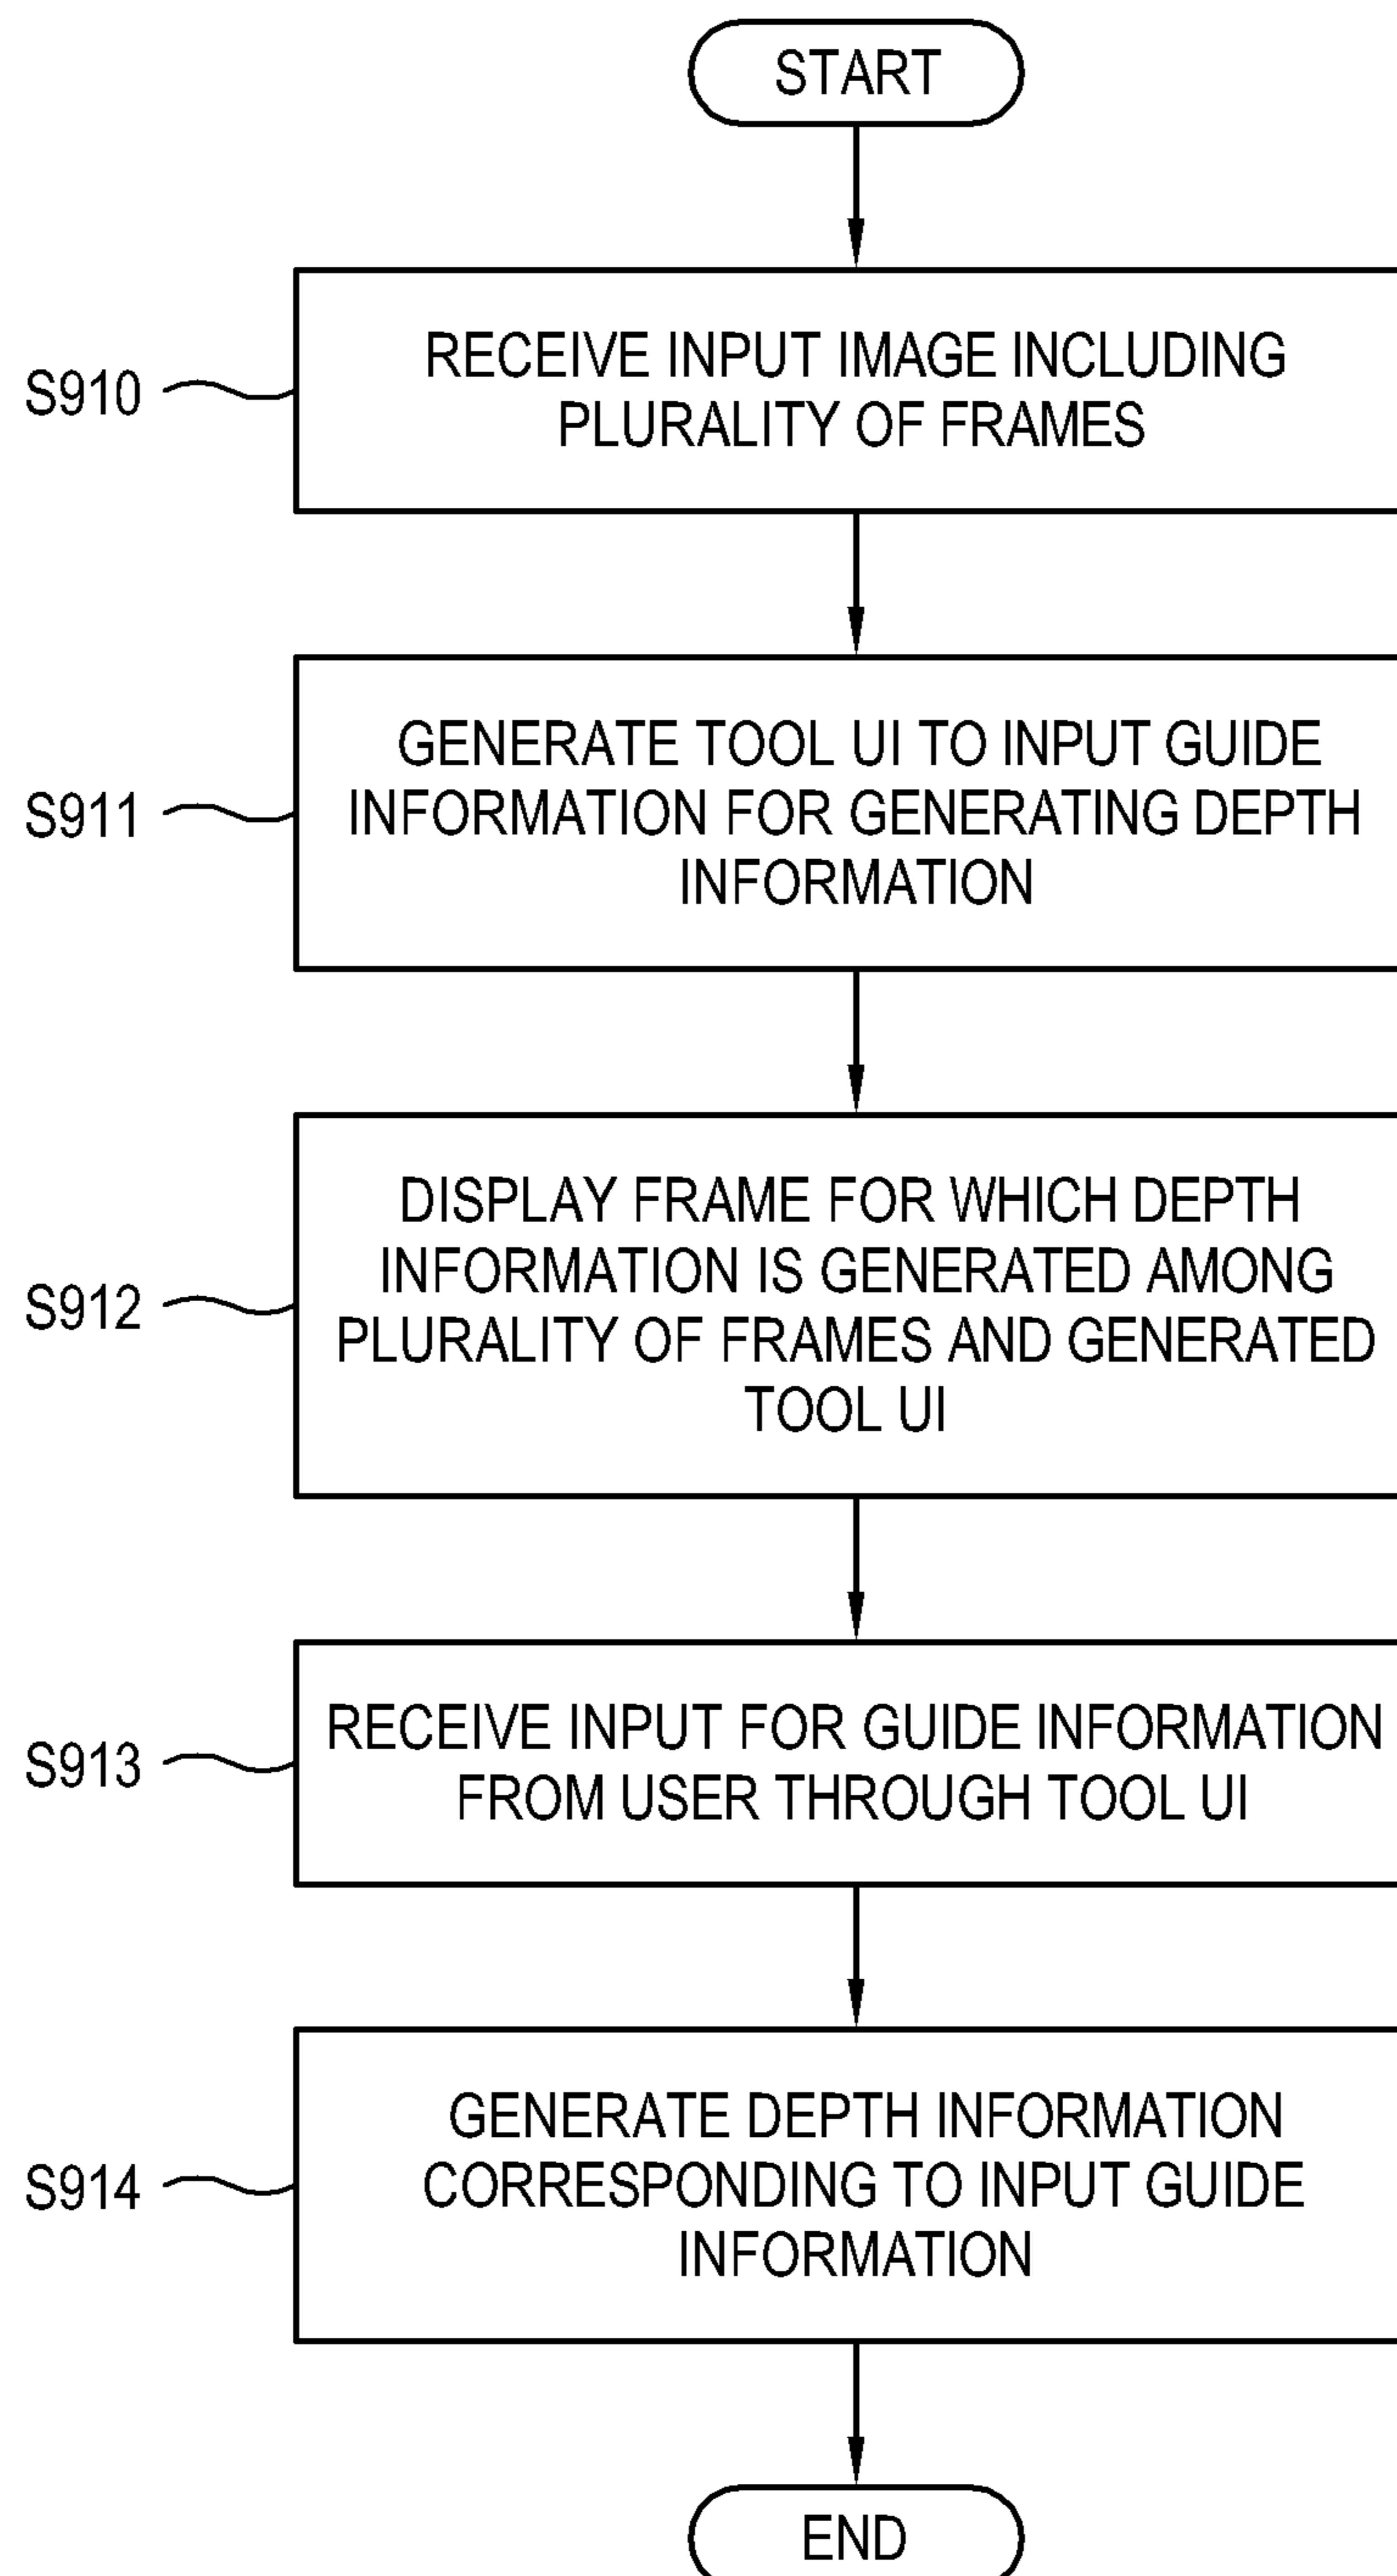 START
S910
RECEIVE INPUT IMAGE INCLUDING
PLURALITY OF FRAMES
S911
GENERATE TOOL UI TO INPUT GUIDE
INFORMATION FOR GENERATING DEPTH
INFORMATION
S912
DISPLAY FRAME FOR WHICH DEPTH
INFORMATION IS GENERATED AMONG
PLURALITY OF FRAMES AND GENERATED
TOOL UI
S913
RECEIVE INPUT FOR GUIDE INFORMATION
FROM USER THROUGH TOOL UI
S914
GENERATE DEPTH INFORMATION
CORRESPONDING TO INPUT GUIDE
INFORMATION
END